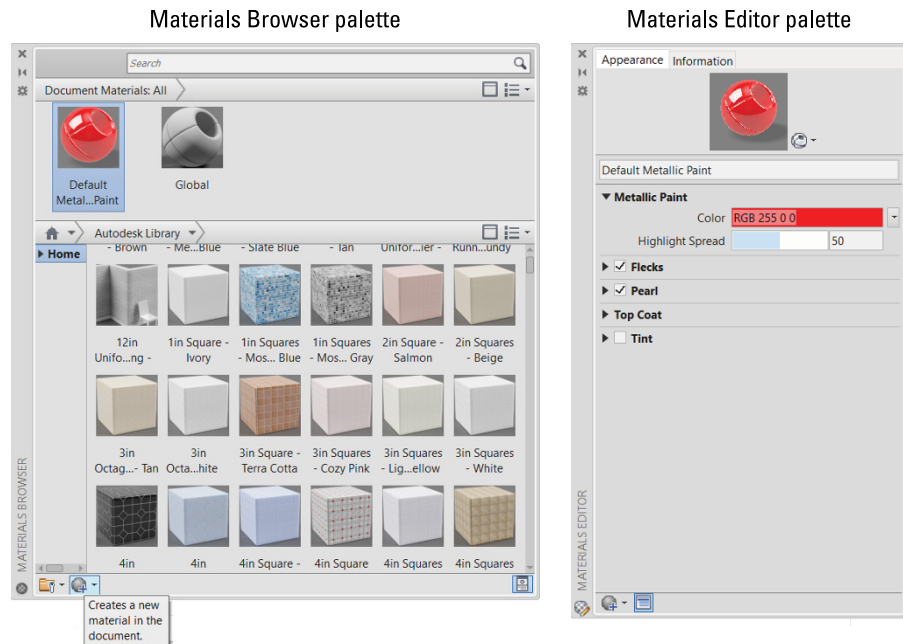 Materials Browser palette
Materials Editor palette
Search
Document Materials: All
Default
Metal...Paint
Global
Autodesk Library
Home
- Brown
- Me...Blue
- Slate Blue
- Tan
Unifor...ier -
Runn...undy
12in
Unifo...ng -
1in Square -
Ivory
1in Squares
- Mos... Blue
1in Squares
- Mos... Gray
2in Square -
Salmon
2in Squares
- Beige
3in
Octag...- Tan
3in
Octa...hite
3in Square -
Terra Cotta
3in Squares
- Cozy Pink
3in Squares
- Lig...ellow
3in Squares
- White
4in
4in
4in Square -
4in Square
4in Squares
4in Squares
MATERIALS BROWSER
Creates a new
material in the
document.
Appearance
Information
Default Metallic Paint
Metallic Paint
Color RGB 255 0 0
Highlight Spread 50
Flecks
Pearl
Top Coat
Tint
MATERIALS EDITOR